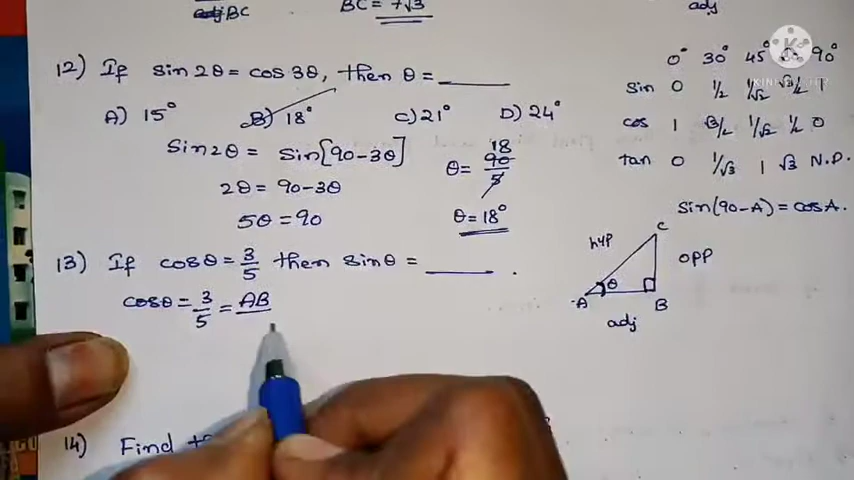 BC
BC = 7√3
adj
12) If sin 2θ = cos 3θ, then θ = ______
A) 15° B) 18° C) 21° D) 24°
sin2θ = sin[90-3θ]
2θ = 90-3θ
5θ = 90
18
θ = 90/5
θ = 18°
13) If cosθ = 3/5 then sinθ = ______.
cosθ = 3/5 = AB
14) Find
0° 30° 45° 90°
sin 0 1/2 1/√2 √3/2 1
cos 1 √3/2 1/√2 1/2 0
tan 0 1/√3 1 √3 N.D.
sin(90-A) = cosA.
C
hyp
opp
θ
A
B
adj
KINEMASTER